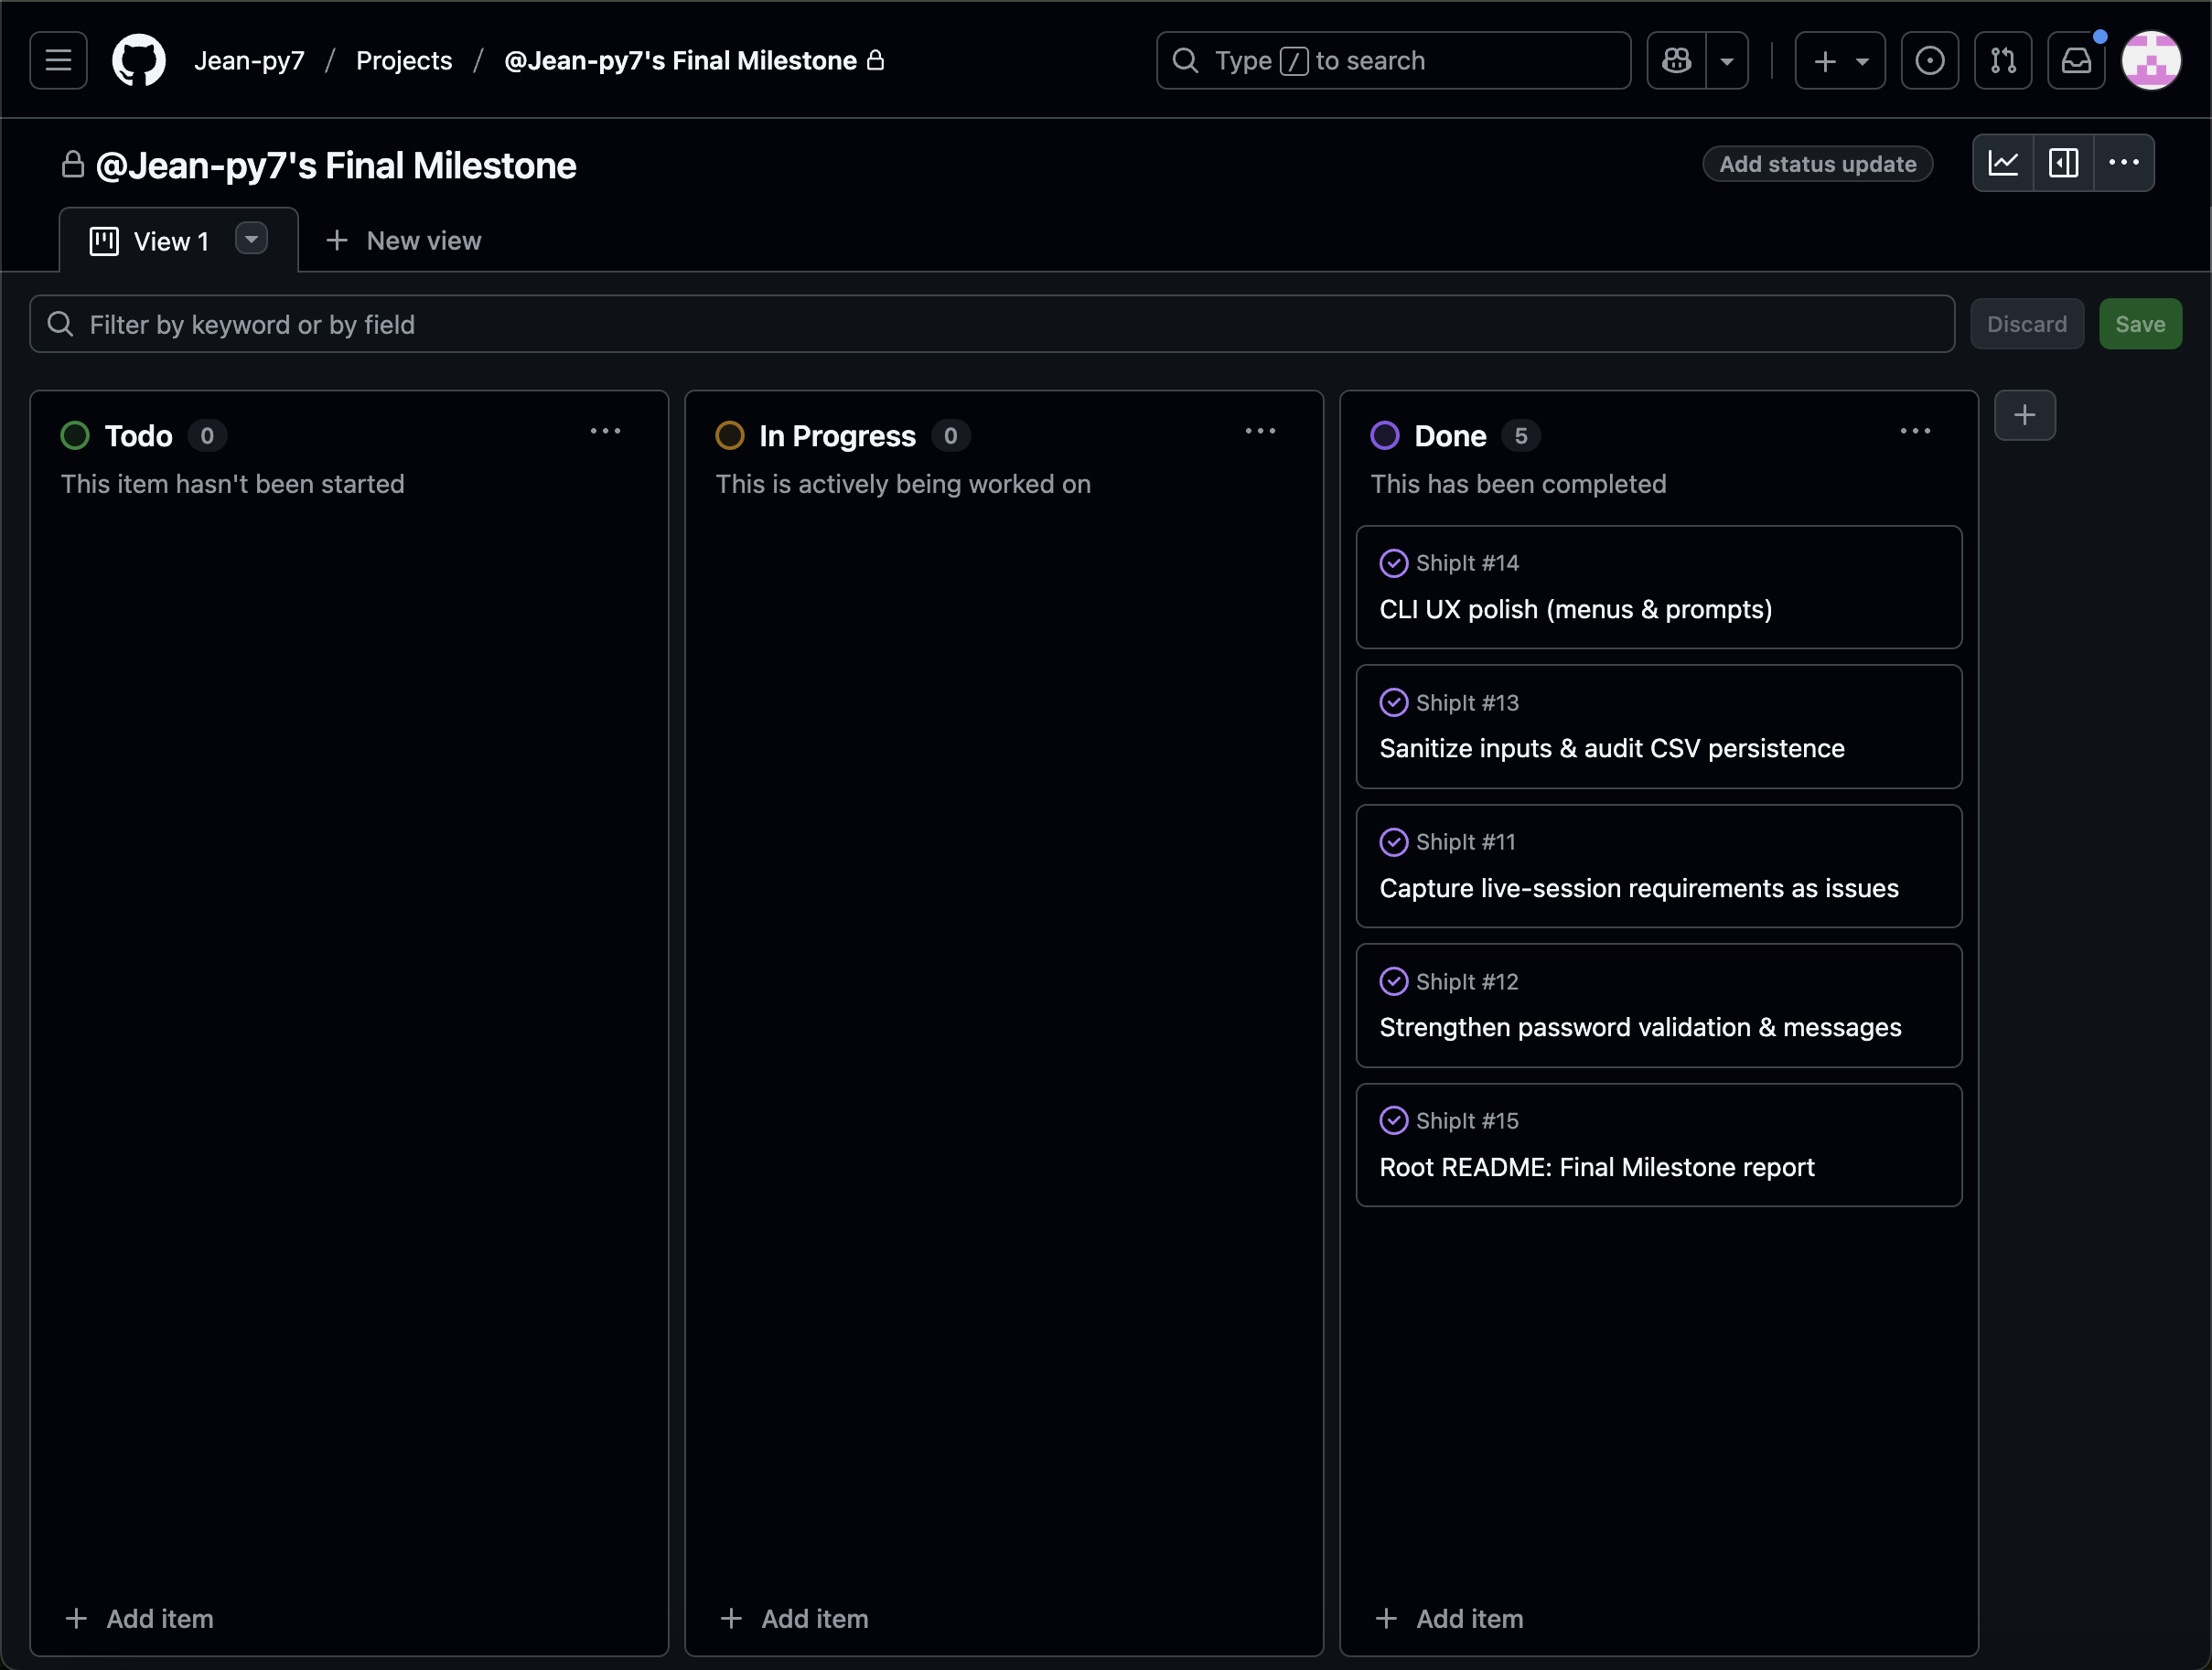 Jean-py7 / Projects / @Jean-py7's Final Milestone
Type / to search
@Jean-py7's Final Milestone
Add status update
View 1
New view
Filter by keyword or by field
Discard
Save
Todo 0
This item hasn't been started
In Progress 0
This is actively being worked on
Done 5
This has been completed
ShipIt #14
CLI UX polish (menus & prompts)
ShipIt #13
Sanitize inputs & audit CSV persistence
ShipIt #11
Capture live-session requirements as issues
ShipIt #12
Strengthen password validation & messages
ShipIt #15
Root README: Final Milestone report
Add item
Add item
Add item